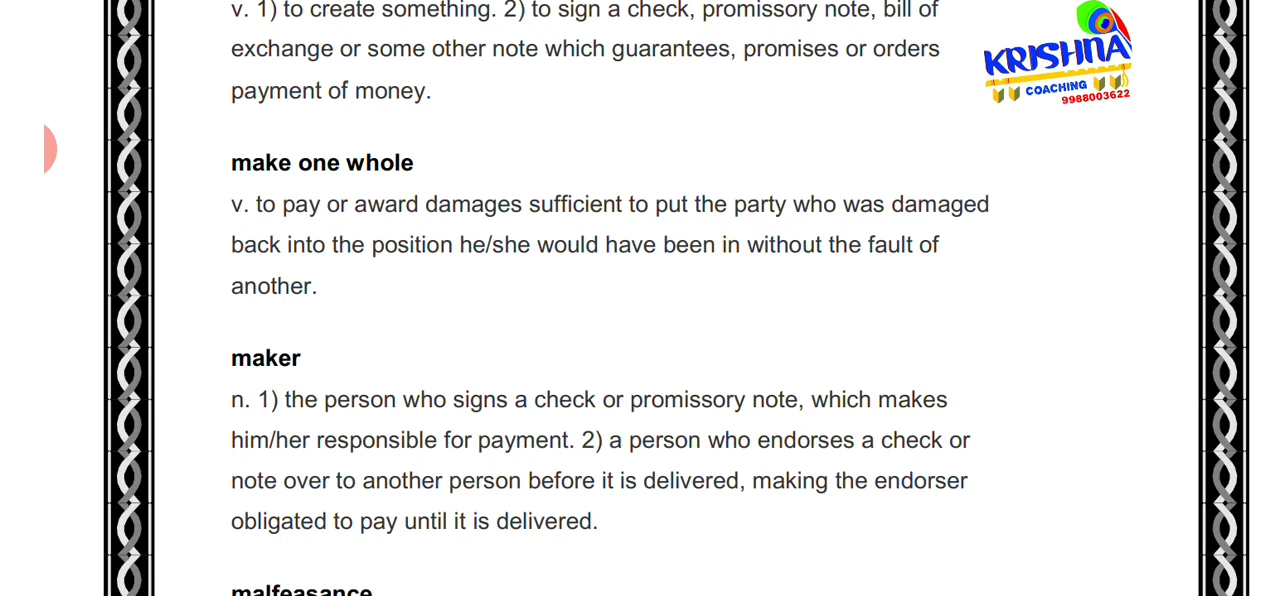 v. 1) to create something. 2) to sign a check, promissory note, bill of
exchange or some other note which guarantees, promises or orders
payment of money.
KRISHNA
COACHING
9988003622
make one whole
v. to pay or award damages sufficient to put the party who was damaged
back into the position he/she would have been in without the fault of
another.
maker
n. 1) the person who signs a check or promissory note, which makes
him/her responsible for payment. 2) a person who endorses a check or
note over to another person before it is delivered, making the endorser
obligated to pay until it is delivered.
malfeasance